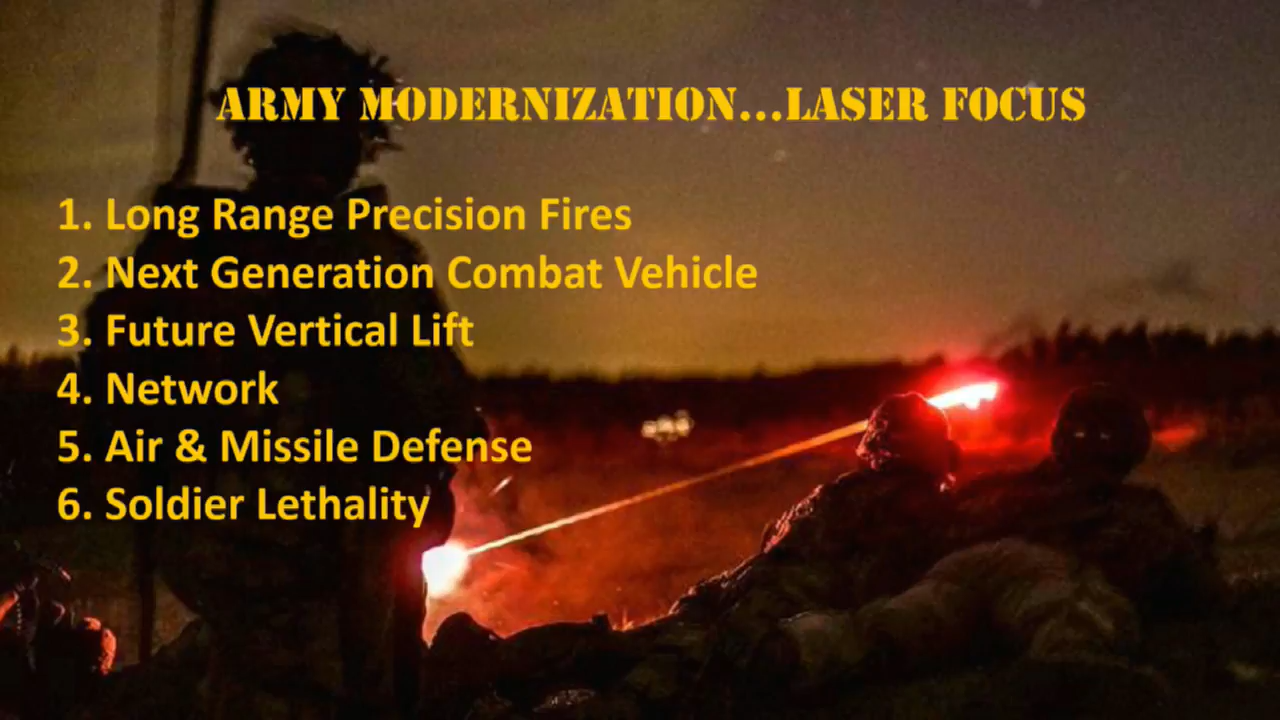 ARMY MODERNIZATION...LASER FOCUS
1. Long Range Precision Fires
2. Next Generation Combat Vehicle
3. Future Vertical Lift
4. Network
5. Air & Missile Defense
6. Soldier Lethality